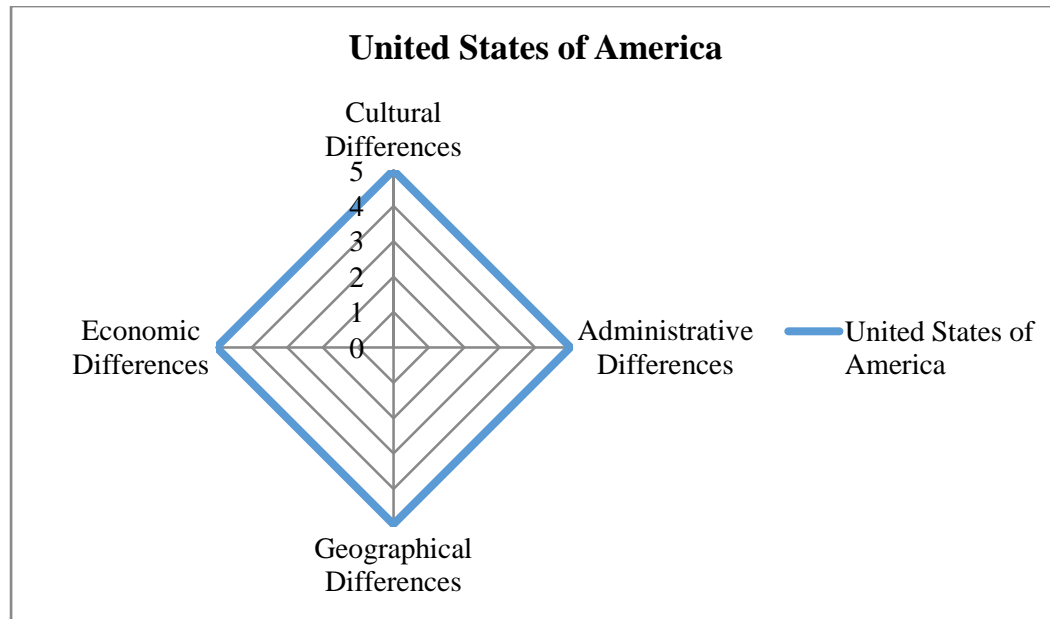 United States of America
Cultural
Differences
5
4
3
2
1
0
Economic
Differences
Administrative
Differences
United States of
America
Geographical
Differences